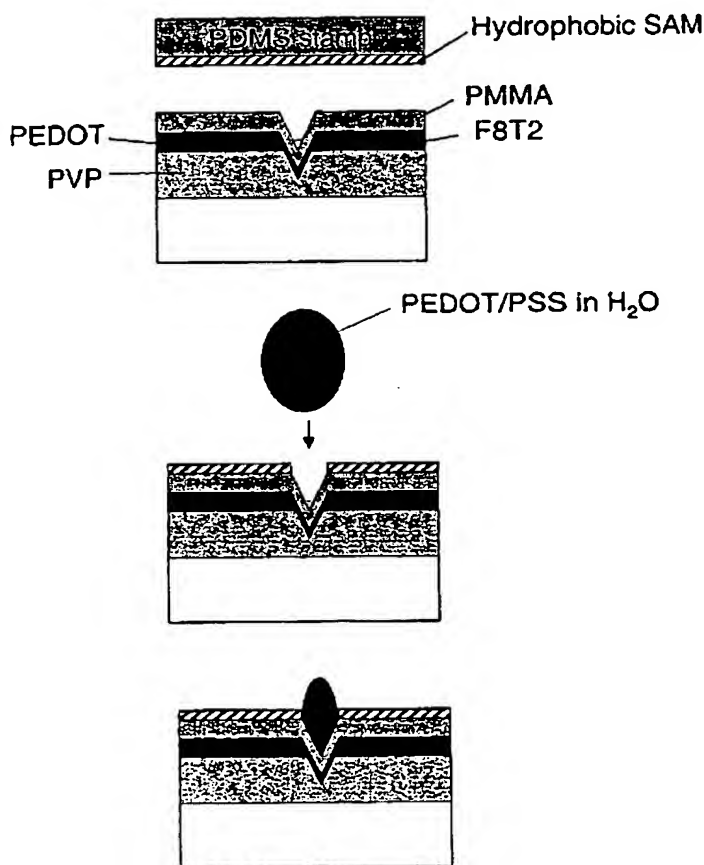 PDMS stamp
Hydrophobic SAM
PMMA
PEDOT
F8T2
PVP
PEDOT/PSS in H₂O